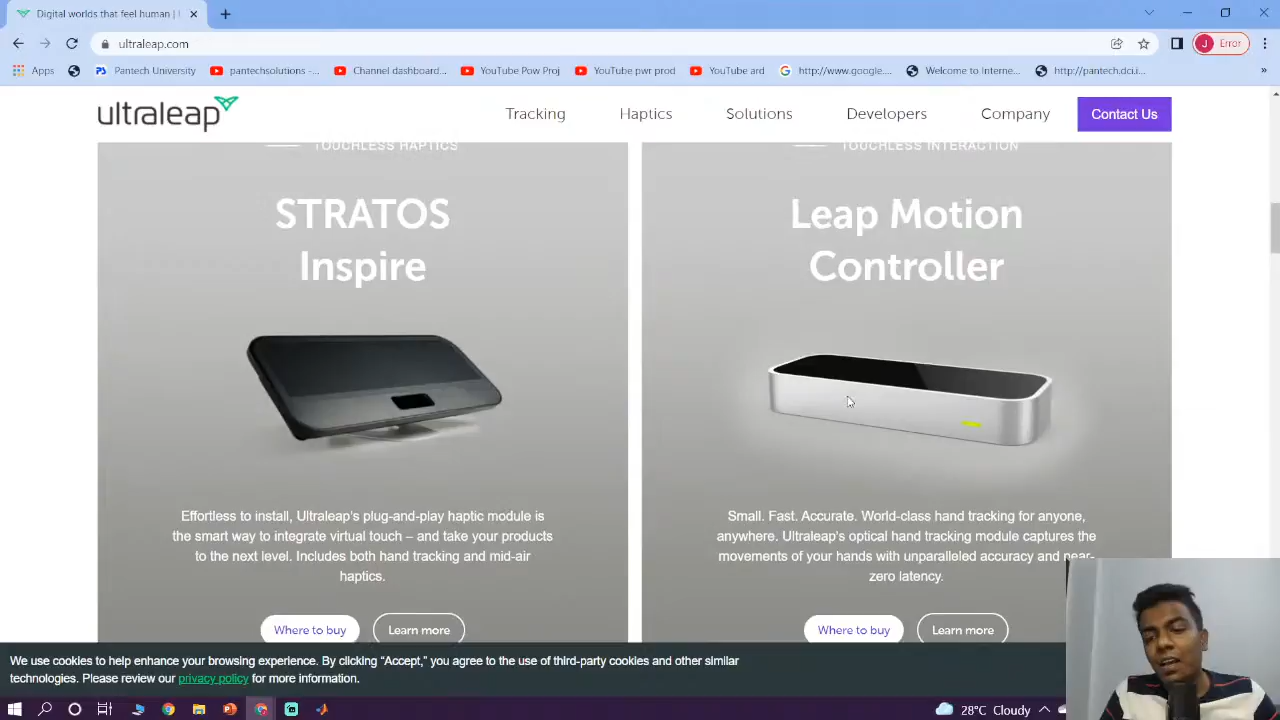 Digital worlds that feel human |
ultraleap.com
J Error
Apps
Pantech University
pantechsolutions -...
Channel dashboard...
YouTube Pow Proj
YouTube pwr prod
YouTube ard
http://www.google....
Welcome to Interne...
http://pantech.dci...
»
ultraleap
Tracking
Haptics
Solutions
Developers
Company
Contact Us
TOUCHLESS HAPTICS
STRATOS
Inspire
Effortless to install, Ultraleap's plug-and-play haptic module is
the smart way to integrate virtual touch – and take your products
to the next level. Includes both hand tracking and mid-air
haptics.
Where to buy
Learn more
TOUCHLESS INTERACTION
Leap Motion
Controller
Small. Fast. Accurate. World-class hand tracking for anyone,
anywhere. Ultraleap's optical hand tracking module captures the
movements of your hands with unparalleled accuracy and near-
zero latency.
Where to buy
Learn more
We use cookies to help enhance your browsing experience. By clicking “Accept,” you agree to the use of third-party cookies and other similar
technologies. Please review our privacy policy for more information.
28°C Cloudy